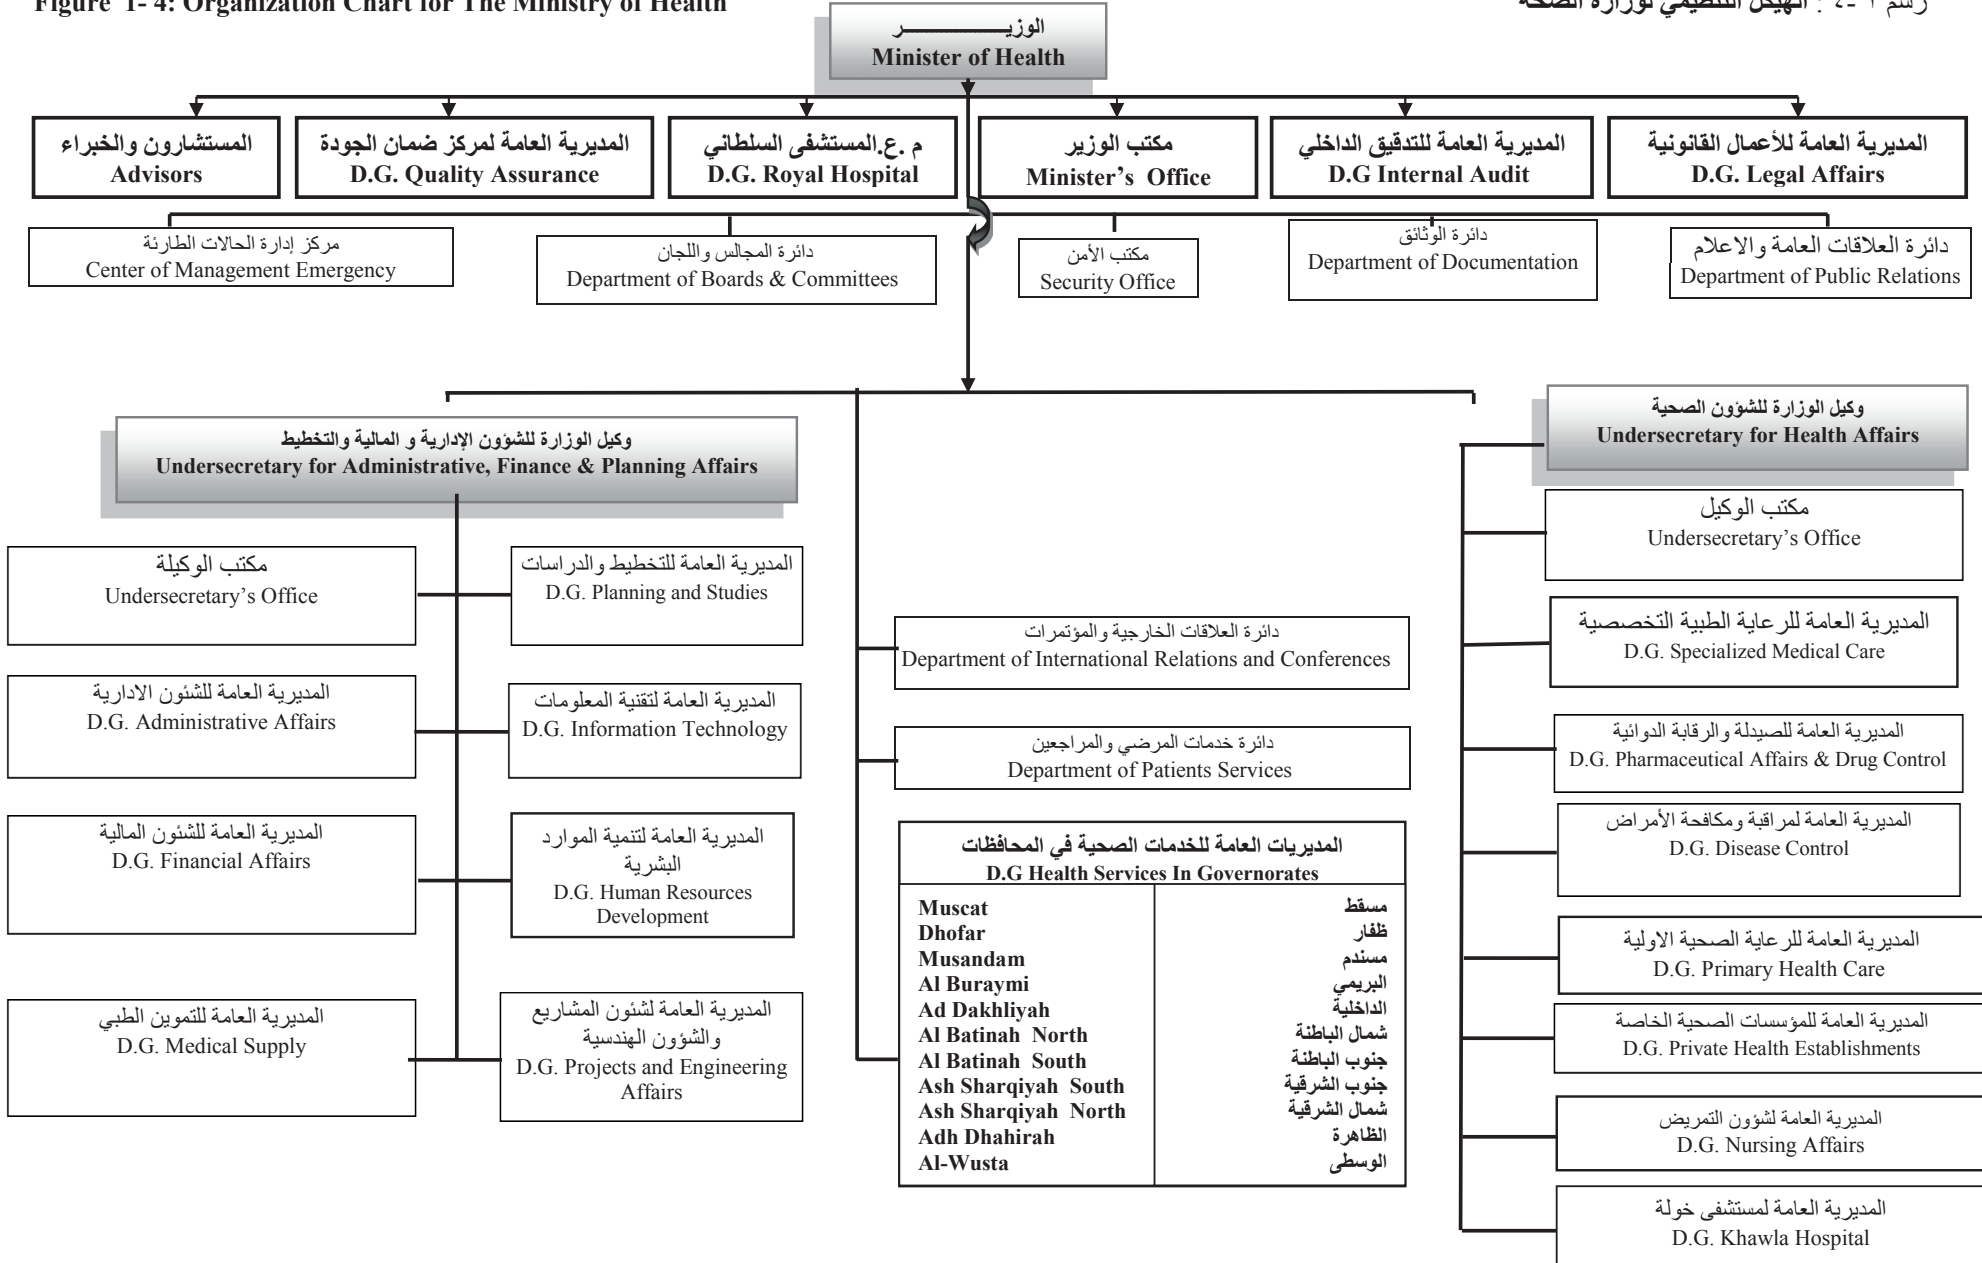 Figure 1- 4: Organization Chart for The Ministry of Health
رسم ١-٤ : الهيكل التنظيمي لوزارة الصحة
الوزيـــــــــــــر
Minister of Health
المستشارون والخبراء
Advisors
المديرية العامة لمركز ضمان الجودة
D.G. Quality Assurance
م .ع.المستشفى السلطاني
D.G. Royal Hospital
مكتب الوزير
Minister’s Office
المديرية العامة للتدقيق الداخلي
D.G Internal Audit
المديرية العامة للأعمال القانونية
D.G. Legal Affairs
مركز إدارة الحالات الطارئة
Center of Management Emergency
دائرة المجالس واللجان
Department of Boards & Committees
مكتب الأمن
Security Office
دائرة الوثائق
Department of Documentation
دائرة العلاقات العامة والاعلام
Department of Public Relations
وكيل الوزارة للشؤون الإدارية و المالية والتخطيط
Undersecretary for Administrative, Finance & Planning Affairs
مكتب الوكيلة
Undersecretary’s Office
المديرية العامة للتخطيط والدراسات
D.G. Planning and Studies
المديرية العامة للشئون الادارية
D.G. Administrative Affairs
المديرية العامة لتقنية المعلومات
D.G. Information Technology
المديرية العامة للشئون المالية
D.G. Financial Affairs
المديرية العامة لتنمية الموارد
البشرية
D.G. Human Resources
Development
المديرية العامة للتموين الطبي
D.G. Medical Supply
المديرية العامة لشئون المشاريع
والشؤون الهندسية
D.G. Projects and Engineering
Affairs
دائرة العلاقات الخارجية والمؤتمرات
Department of International Relations and Conferences
دائرة خدمات المرضي والمراجعين
Department of Patients Services
المديريات العامة للخدمات الصحية في المحافظات
D.G Health Services In Governorates
Muscat مسقط
Dhofar ظفار
Musandam مسندم
Al Buraymi البريمي
Ad Dakhliyah الداخلية
Al Batinah North شمال الباطنة
Al Batinah South جنوب الباطنة
Ash Sharqiyah South جنوب الشرقية
Ash Sharqiyah North شمال الشرقية
Adh Dhahirah الظاهرة
Al-Wusta الوسطى
وكيل الوزارة للشؤون الصحية
Undersecretary for Health Affairs
مكتب الوكيل
Undersecretary’s Office
المديرية العامة للرعاية الطبية التخصصية
D.G. Specialized Medical Care
المديرية العامة للصيدلة والرقابة الدوائية
D.G. Pharmaceutical Affairs & Drug Control
المديرية العامة لمراقبة ومكافحة الأمراض
D.G. Disease Control
المديرية العامة للرعاية الصحية الاولية
D.G. Primary Health Care
المديرية العامة للمؤسسات الصحية الخاصة
D.G. Private Health Establishments
المديرية العامة لشؤون التمريض
D.G. Nursing Affairs
المديرية العامة لمستشفى خولة
D.G. Khawla Hospital